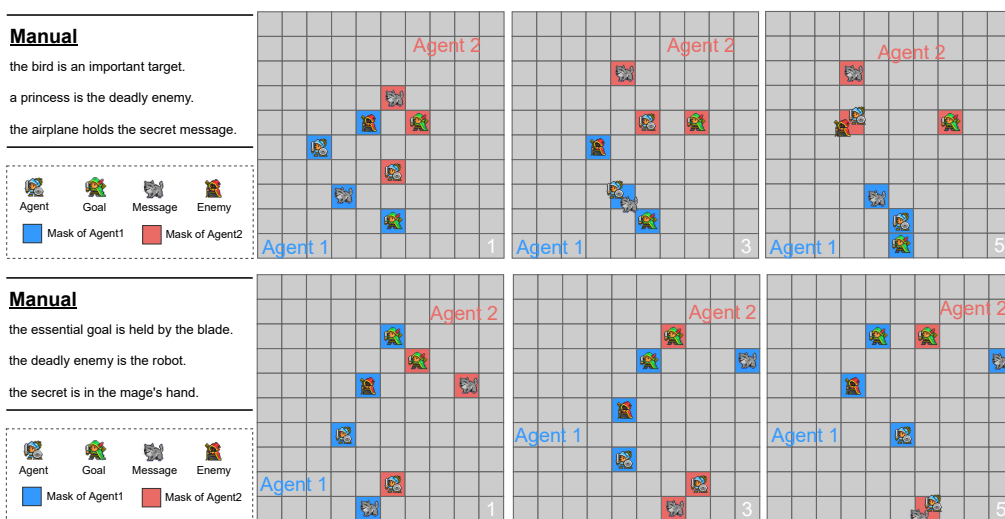 Manual
the bird is an important target.
a princess is the deadly enemy.
the airplane holds the secret message.
Agent Goal Message Enemy
Mask of Agent1 Mask of Agent2
Agent 2
Agent 1
1
Agent 2
Agent 1
3
Agent 2
Agent 1
5
Manual
the essential goal is held by the blade.
the deadly enemy is the robot.
the secret is in the mage's hand.
Agent Goal Message Enemy
Mask of Agent1 Mask of Agent2
Agent 2
Agent 1
1
Agent 2
Agent 1
3
Agent 2
Agent 1
5